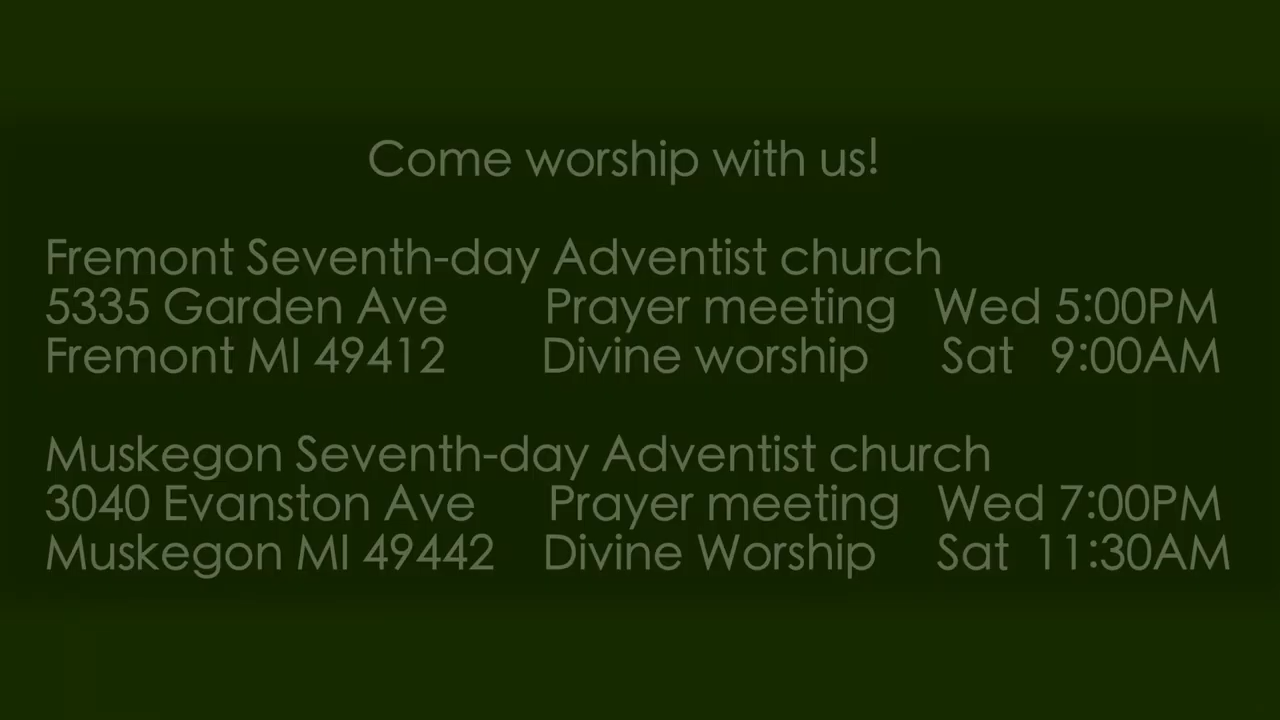 Come worship with us!
Fremont Seventh-day Adventist church
5335 Garden Ave Prayer meeting Wed 5:00PM
Fremont MI 49412 Divine worship Sat 9:00AM
Muskegon Seventh-day Adventist church
3040 Evanston Ave Prayer meeting Wed 7:00PM
Muskegon MI 49442 Divine Worship Sat 11:30AM